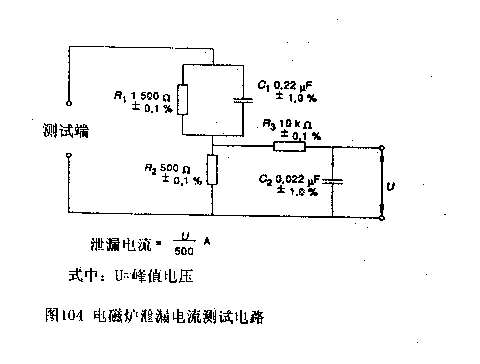 R₁ 1 500 Ω
± 0.1 %
C₁ 0.22 μF
± 1.0 %
测试端
R₃ 10 kΩ
± 0.1 %
R₂ 500 Ω
± 0.1 %
C₂ 0.022 μF
± 1.0 %
U
泄漏电流 = U/500 A
式中：U=峰值电压
图104 电磁炉泄漏电流测试电路